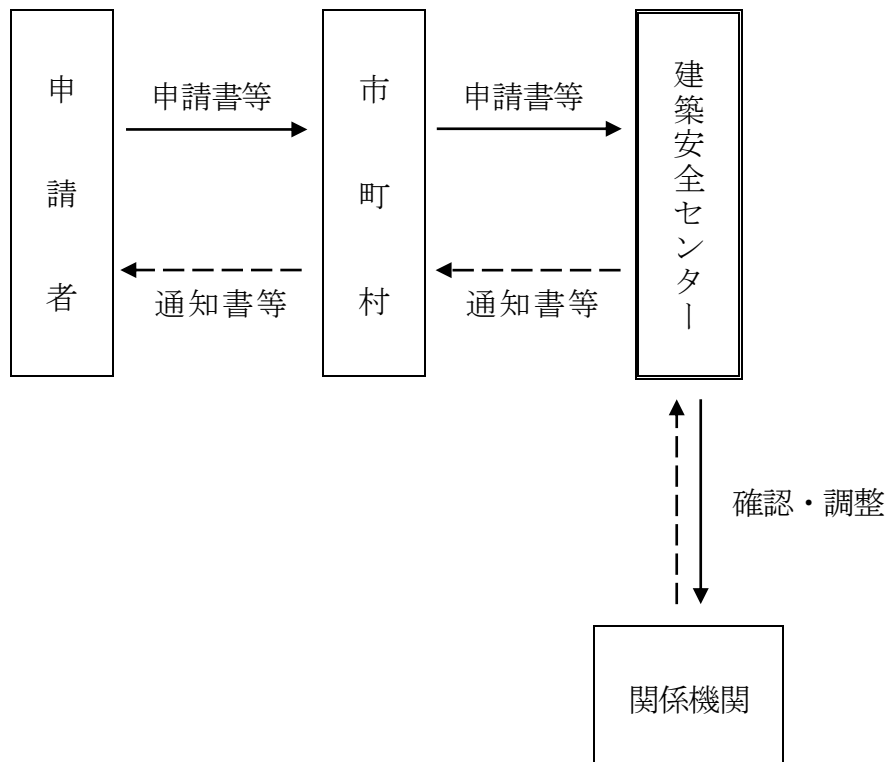 申請者
申請書等
通知書等
市町村
申請書等
通知書等
建築安全センター
確認・調整
関係機関